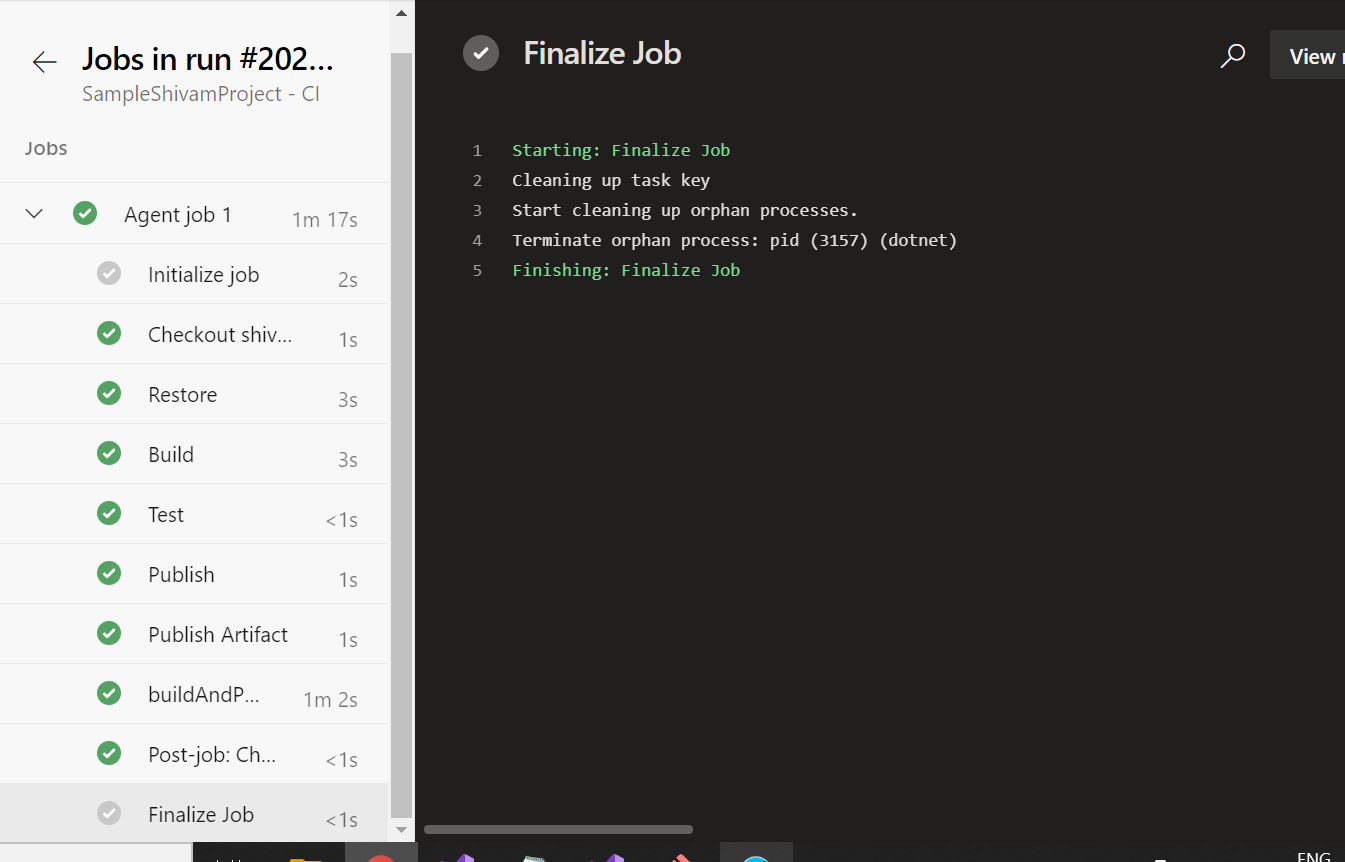 Jobs in run #202...
SampleShivamProject - CI
Jobs
Agent job 1 1m 17s
Initialize job 2s
Checkout shiv... 1s
Restore 3s
Build 3s
Test <1s
Publish 1s
Publish Artifact 1s
buildAndP... 1m 2s
Post-job: Ch... <1s
Finalize Job <1s
Finalize Job
View
1 Starting: Finalize Job
2 Cleaning up task key
3 Start cleaning up orphan processes.
4 Terminate orphan process: pid (3157) (dotnet)
5 Finishing: Finalize Job
ENG